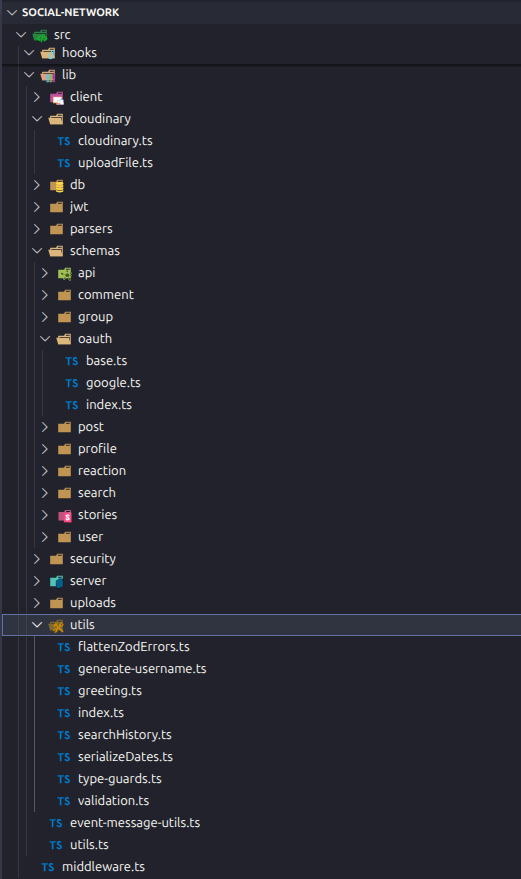 SOCIAL-NETWORK
src
hooks
lib
client
cloudinary
TS cloudinary.ts
TS uploadFile.ts
db
jwt
parsers
schemas
api
comment
group
oauth
TS base.ts
TS google.ts
TS index.ts
post
profile
reaction
search
stories
user
security
server
uploads
utils
TS flattenZodErrors.ts
TS generate-username.ts
TS greeting.ts
TS index.ts
TS searchHistory.ts
TS serializeDates.ts
TS type-guards.ts
TS validation.ts
TS event-message-utils.ts
TS utils.ts
TS middleware.ts